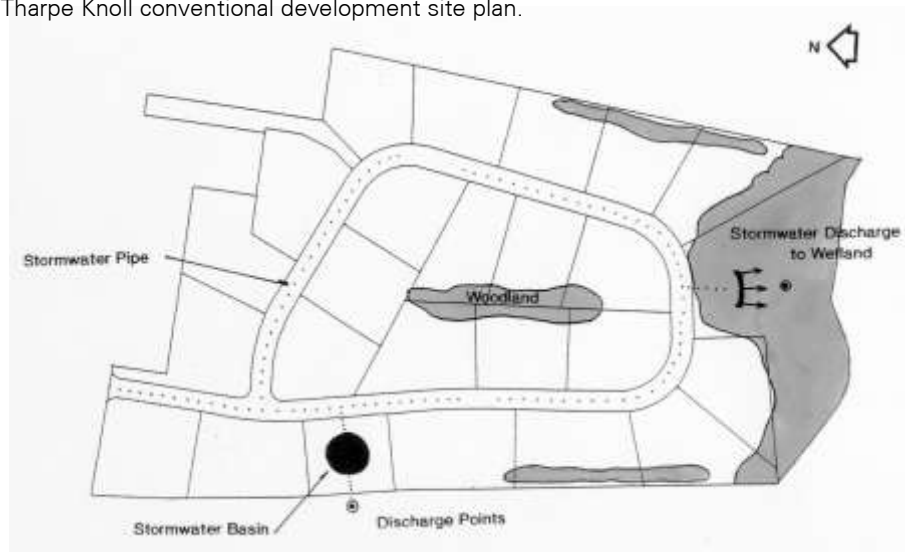 Tharpe Knoll conventional development site plan.
N
Stormwater Discharge
to Wetland
Stormwater Pipe
Woodland
Stormwater Basin
Discharge Points